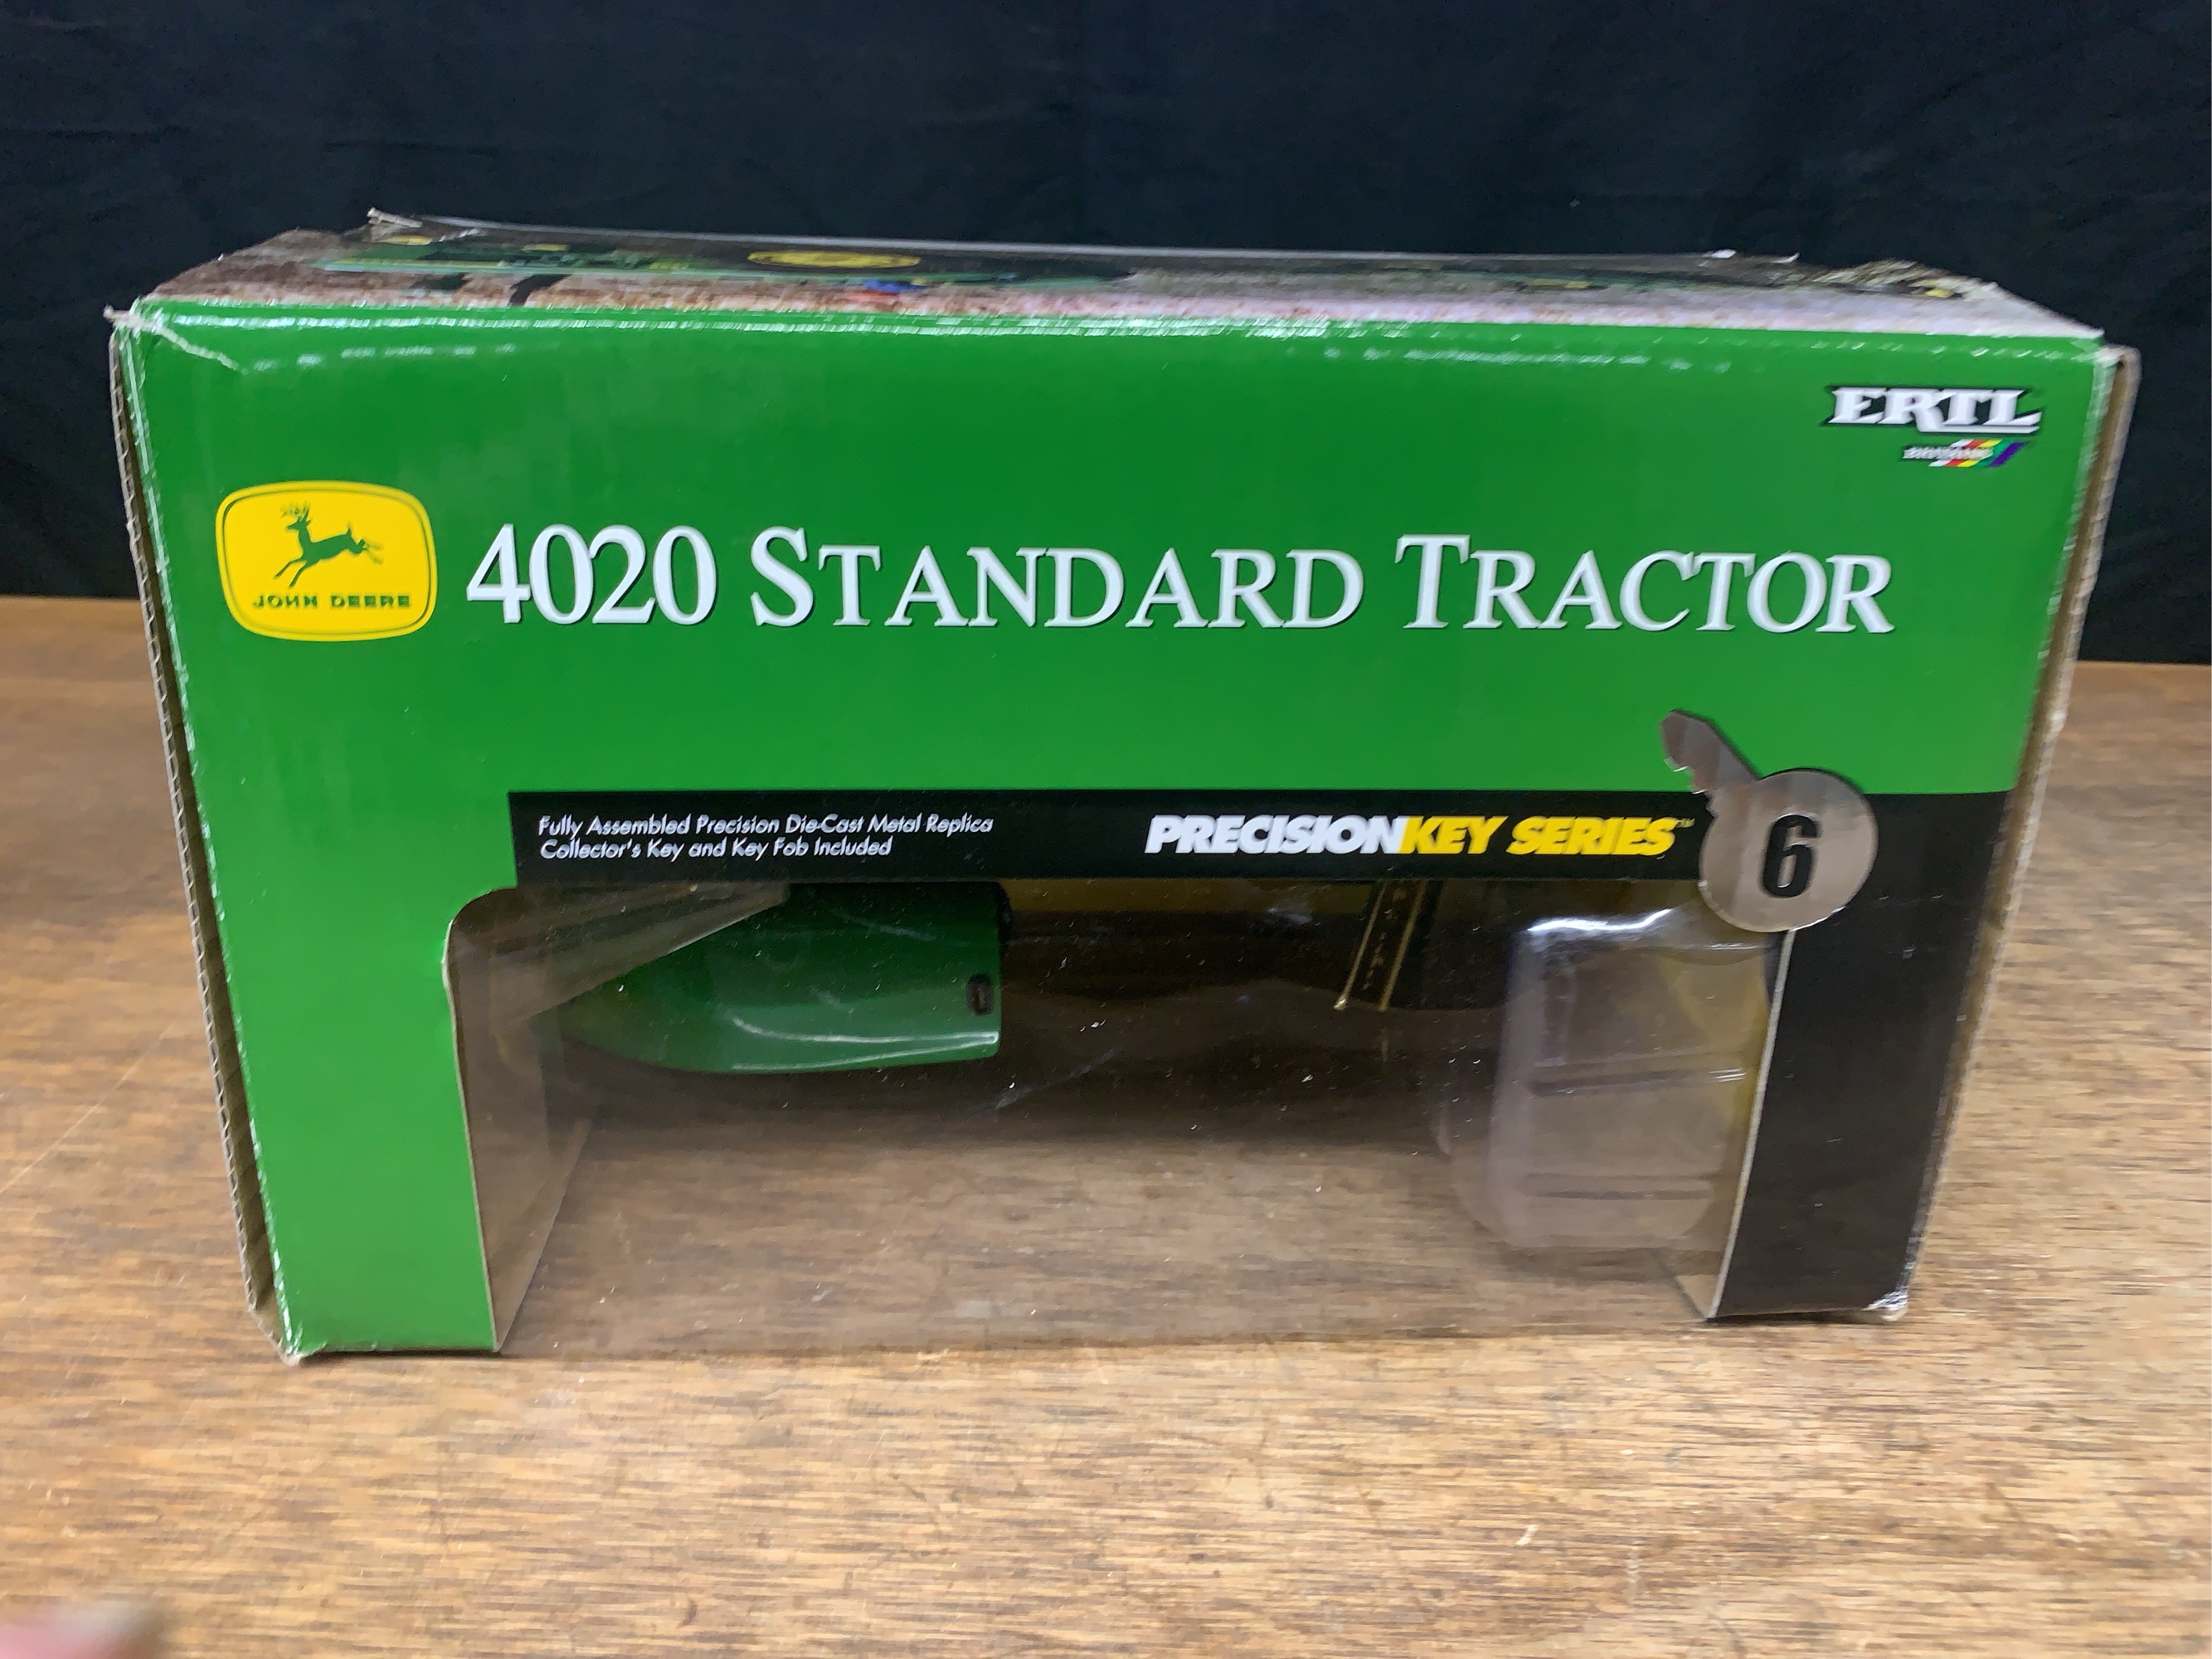 ERTL
JOHN DEERE
4020 STANDARD TRACTOR
Fully Assembled Precision Die-Cast Metal Replica
Collector's Key and Key Fob Included
PRECISIONKEY SERIES™
6